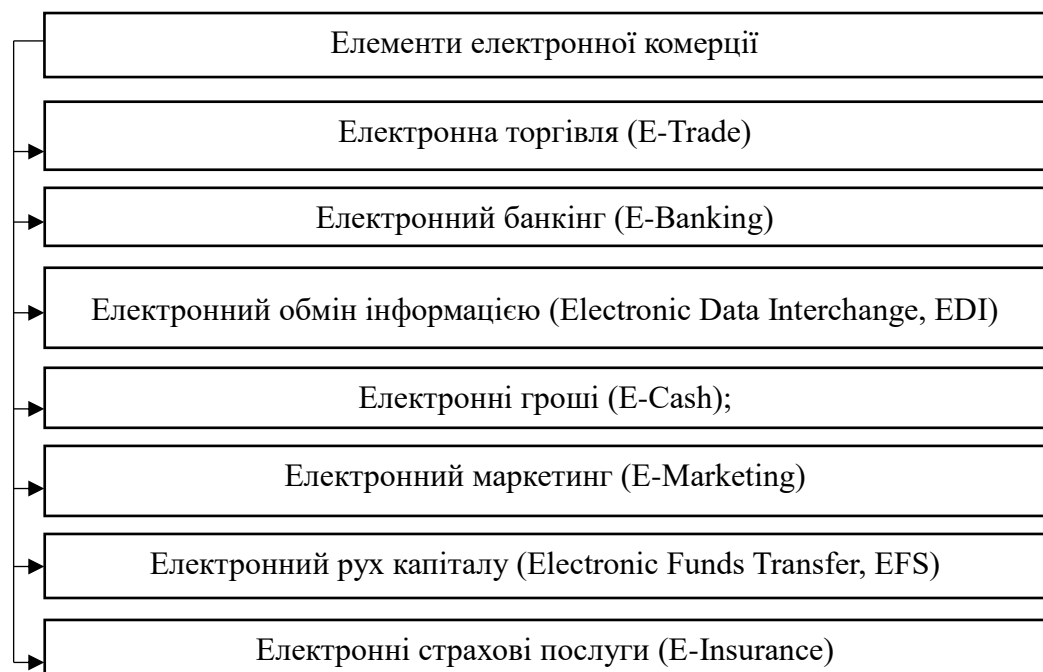 Елементи електронної комерції
Електронна торгівля (E-Trade)
Електронний банкінг (E-Banking)
Електронний обмін інформацією (Electronic Data Interchange, EDI)
Електронні гроші (E-Cash);
Електронний маркетинг (E-Marketing)
Електронний рух капіталу (Electronic Funds Transfer, EFS)
Електронні страхові послуги (E-Insurance)